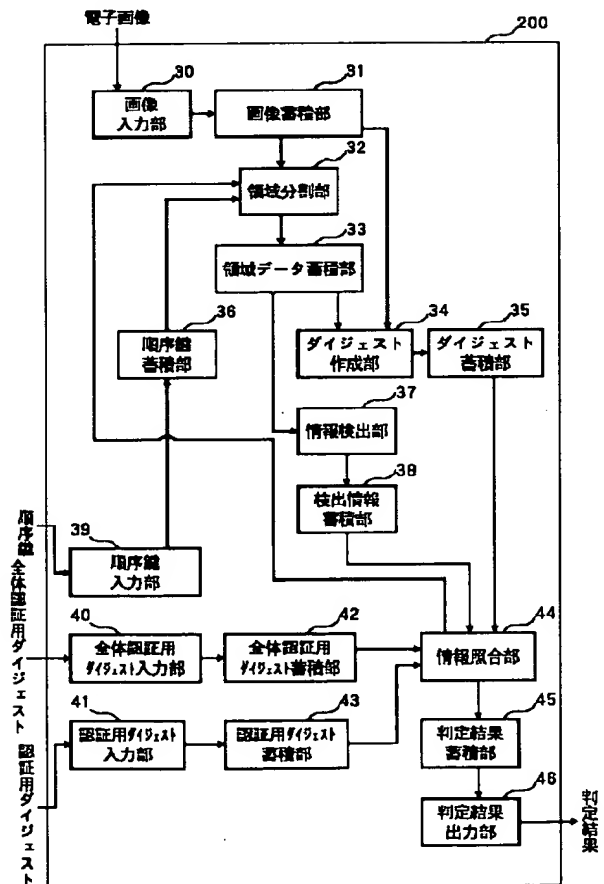 電子画像
200
30
画像
入力部
31
画像蓄積部
32
領域分割部
33
領域データ蓄積部
36
順序鍵
蓄積部
34
ダイジェスト
作成部
35
ダイジェスト
蓄積部
37
情報検出部
38
検出情報
蓄積部
順序鍵
39
順序鍵
入力部
全体認証用ダイジェスト
40
全体認証用
ダイジェスト入力部
42
全体認証用
ダイジェスト蓄積部
44
情報照合部
認証用ダイジェスト
41
認証用ダイジェスト
入力部
43
認証用ダイジェスト
蓄積部
45
判定結果
蓄積部
46
判定結果
出力部
判定結果